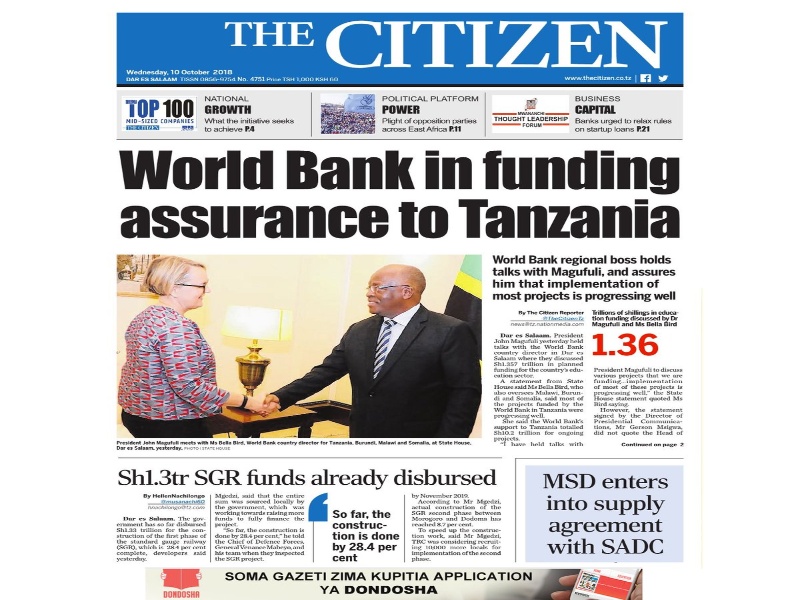 THE CITIZEN
Wednesday, 10 October 2018
DAR ES SALAAM TISSN 0856-9754 No. 4751 Price TSH 1,000 KSH 60
www.thecitizen.co.tz
TOP 100
MID-SIZED COMPANIES
THE CITIZEN
NATIONAL
GROWTH
What the initiative seeks
to achieve P.4
POLITICAL PLATFORM
POWER
Plight of opposition parties
across East Africa P.11
MWANANCHI
THOUGHT LEADERSHIP
FORUM
BUSINESS
CAPITAL
Banks urged to relax rules
on startup loans P.21
World Bank in funding
assurance to Tanzania
President John Magufuli meets with Ms Bella Bird, World Bank country director for Tanzania, Burundi, Malawi and Somalia, at State House,
Dar es Salaam, yesterday. PHOTO I STATE HOUSE
World Bank regional boss holds
talks with Magufuli, and assures
him that implementation of
most projects is progressing well
By The Citizen Reporter
@TheCitizenTz
news@tz.nationmedia.com
Dar es Salaam. President
John Magufuli yesterday held
talks with the World Bank
country director in Dar es
Salaam where they discussed
Sh1.357 trillion in planned
funding for the country's edu-
cation sector.
A statement from State
House said Ms Bella Bird, who
also oversees Malawi, Burun-
di and Somalia, said most of
the projects funded by the
World Bank in Tanzania were
progressing well.
She said the World Bank's
support to Tanzania totalled
Sh10.2 trillion for ongoing
projects.
"I have held talks with
Trillions of shillings in educa-
tion funding discussed by Dr
Magufuli and Ms Bella Bird
1.36
President Magufuli to discuss
various projects that we are
funding...implementation
of most of these projects is
progressing well," the State
House statement quoted Ms
Bird saying.
However, the statement
signed by the Director of
Presidential Communica-
tions, Mr Gerson Msigwa,
did not quote the Head of
Continued on page 2
Sh1.3tr SGR funds already disbursed
By HellenNachilongo
@musanachi60
hnachilongo@tz.com
Dar es Salaam. The gov-
ernment has so far disbursed
Sh1.33 trillion for the con-
struction of the first phase of
the standard gauge railway
(SGR), which is 28.4 per cent
complete, developers said
yesterday.
Mgedzi, said that the entire
sum was sourced locally by
the government, which was
working towards raising more
funds to fully finance the
project.
"So far, the construction is
done by 28.4 per cent," he told
the Chief of Defence Forces,
General Venance Mabeyo, and
his team when they inspected
the SGR project.
So far, the
construc-
tion is done
by 28.4 per
cent
by November 2019.
According to Mr Mgedzi,
actual construction of the
SGR second phase between
Morogoro and Dodoma has
reached 8.7 per cent.
To speed up the construction
work, said Mr Mgedzi,
TRC was considering recruit-
ing 10,000 more locals for
implementation of the second
phase.
MSD enters
into supply
agreement
with SADC
DONDOSHA
SOMA GAZETI ZIMA KUPITIA APPLICATION
YA DONDOSHA